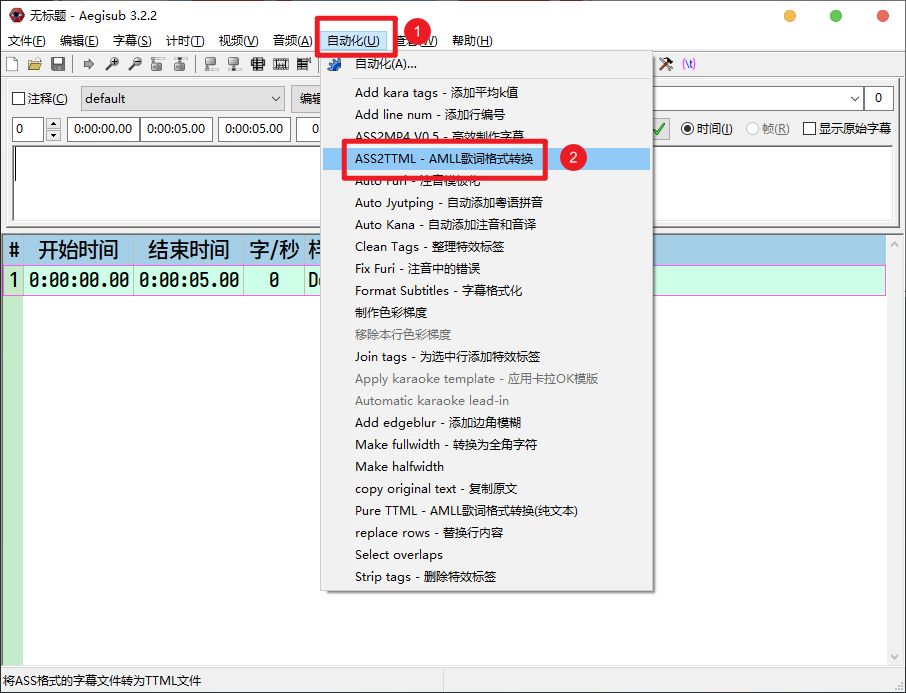 无标题 - Aegisub 3.2.2
文件(F) 编辑(E) 字幕(S) 计时(T) 视频(V) 音频(A) 自动化(U) (W) 帮助(H)
1
自动化(A)...
{\t}
注释(C) default 编辑 0
0 0:00:00.00 0:00:05.00 0:00:05.00 0 时间(I) 帧(R) 显示原始字幕
Add kara tags - 添加平均k值
Add line num - 添加行编号
ASS2MP4 V0.5 - 高效制作字幕
ASS2TTML - AMLL歌词格式转换
2
Auto Furi - 注音模板化
Auto Jyutping - 自动添加粤语拼音
Auto Kana - 自动添加注音和音译
Clean Tags - 整理特效标签
Fix Furi - 注音中的错误
Format Subtitles - 字幕格式化
制作色彩梯度
移除本行色彩梯度
Join tags - 为选中行添加特效标签
Apply karaoke template - 应用卡拉OK模版
Automatic karaoke lead-in
Add edgeblur - 添加边角模糊
Make fullwidth - 转换为全角字符
Make halfwidth
copy original text - 复制原文
Pure TTML - AMLL歌词格式转换(纯文本)
replace rows - 替换行内容
Select overlaps
Strip tags - 删除特效标签
# 开始时间 结束时间 字/秒 样
1 0:00:00.00 0:00:05.00 0
将ASS格式的字幕文件转为TTML文件